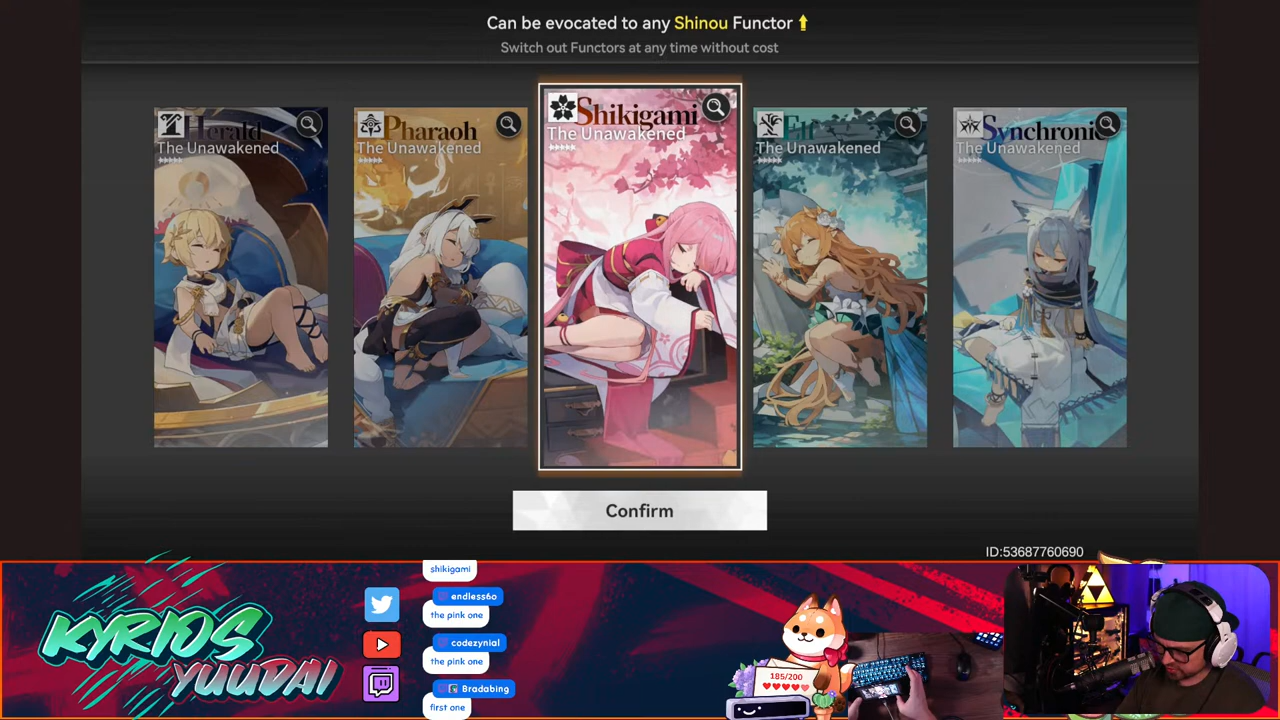 Can be evocated to any Shinou Functor
Switch out Functors at any time without cost
Herald
The Unawakened
Pharaoh
The Unawakened
Shikigami
The Unawakened
Elf
The Unawakened
Synchronic
The Unawakened
Confirm
ID:53687760690
KYRIOS
YUUDAI
shikigami
endless6o
the pink one
codezynial
the pink one
Bradabing
first one
185/200